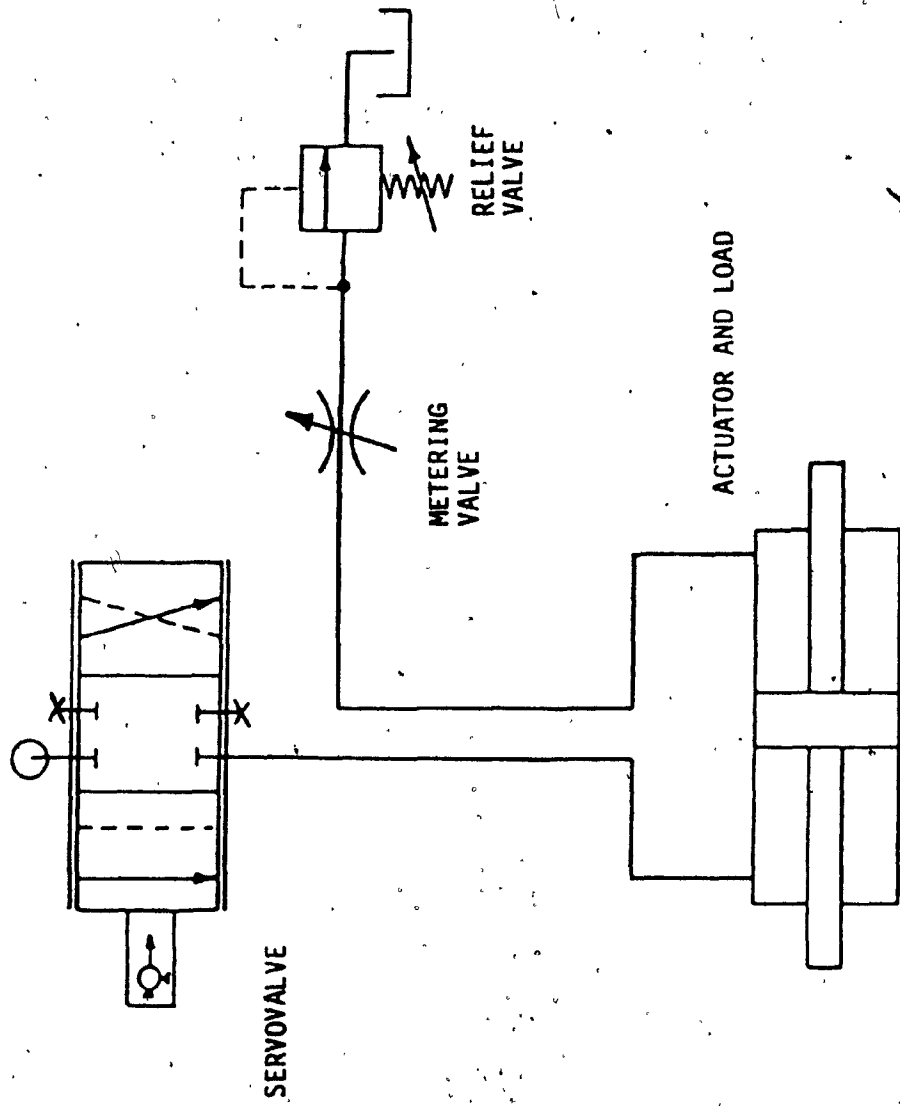 SERVOVALVE
METERING
VALVE
RELIEF
VALVE
ACTUATOR AND LOAD